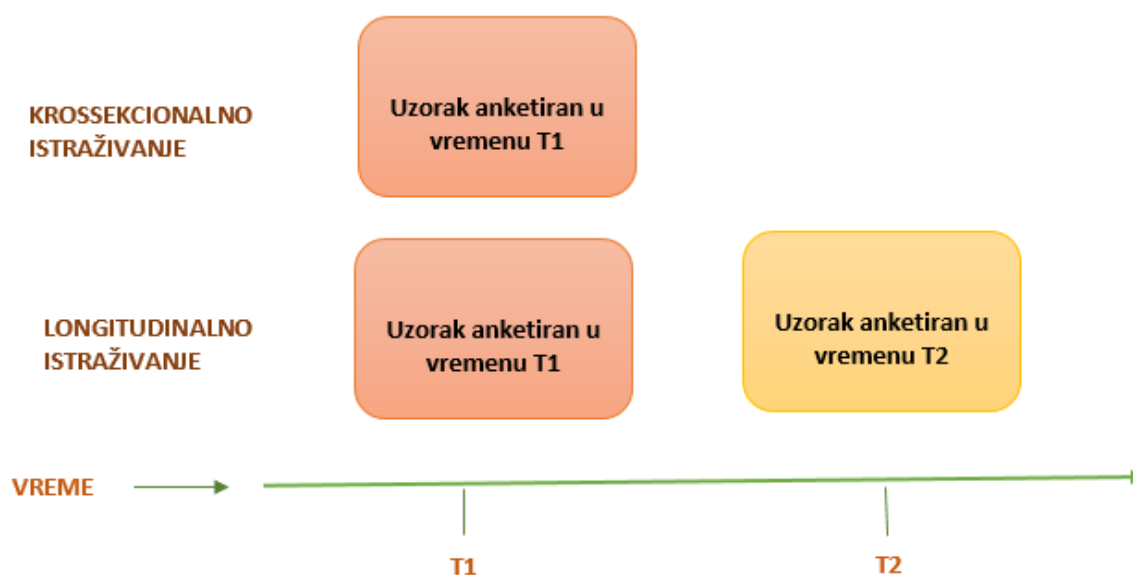 KROSSEKCIONALNO
ISTRAŽIVANJE
Uzorak anketiran u
vremenu T1
LONGITUDINALNO
ISTRAŽIVANJE
Uzorak anketiran u
vremenu T1
Uzorak anketiran u
vremenu T2
VREME
T1
T2